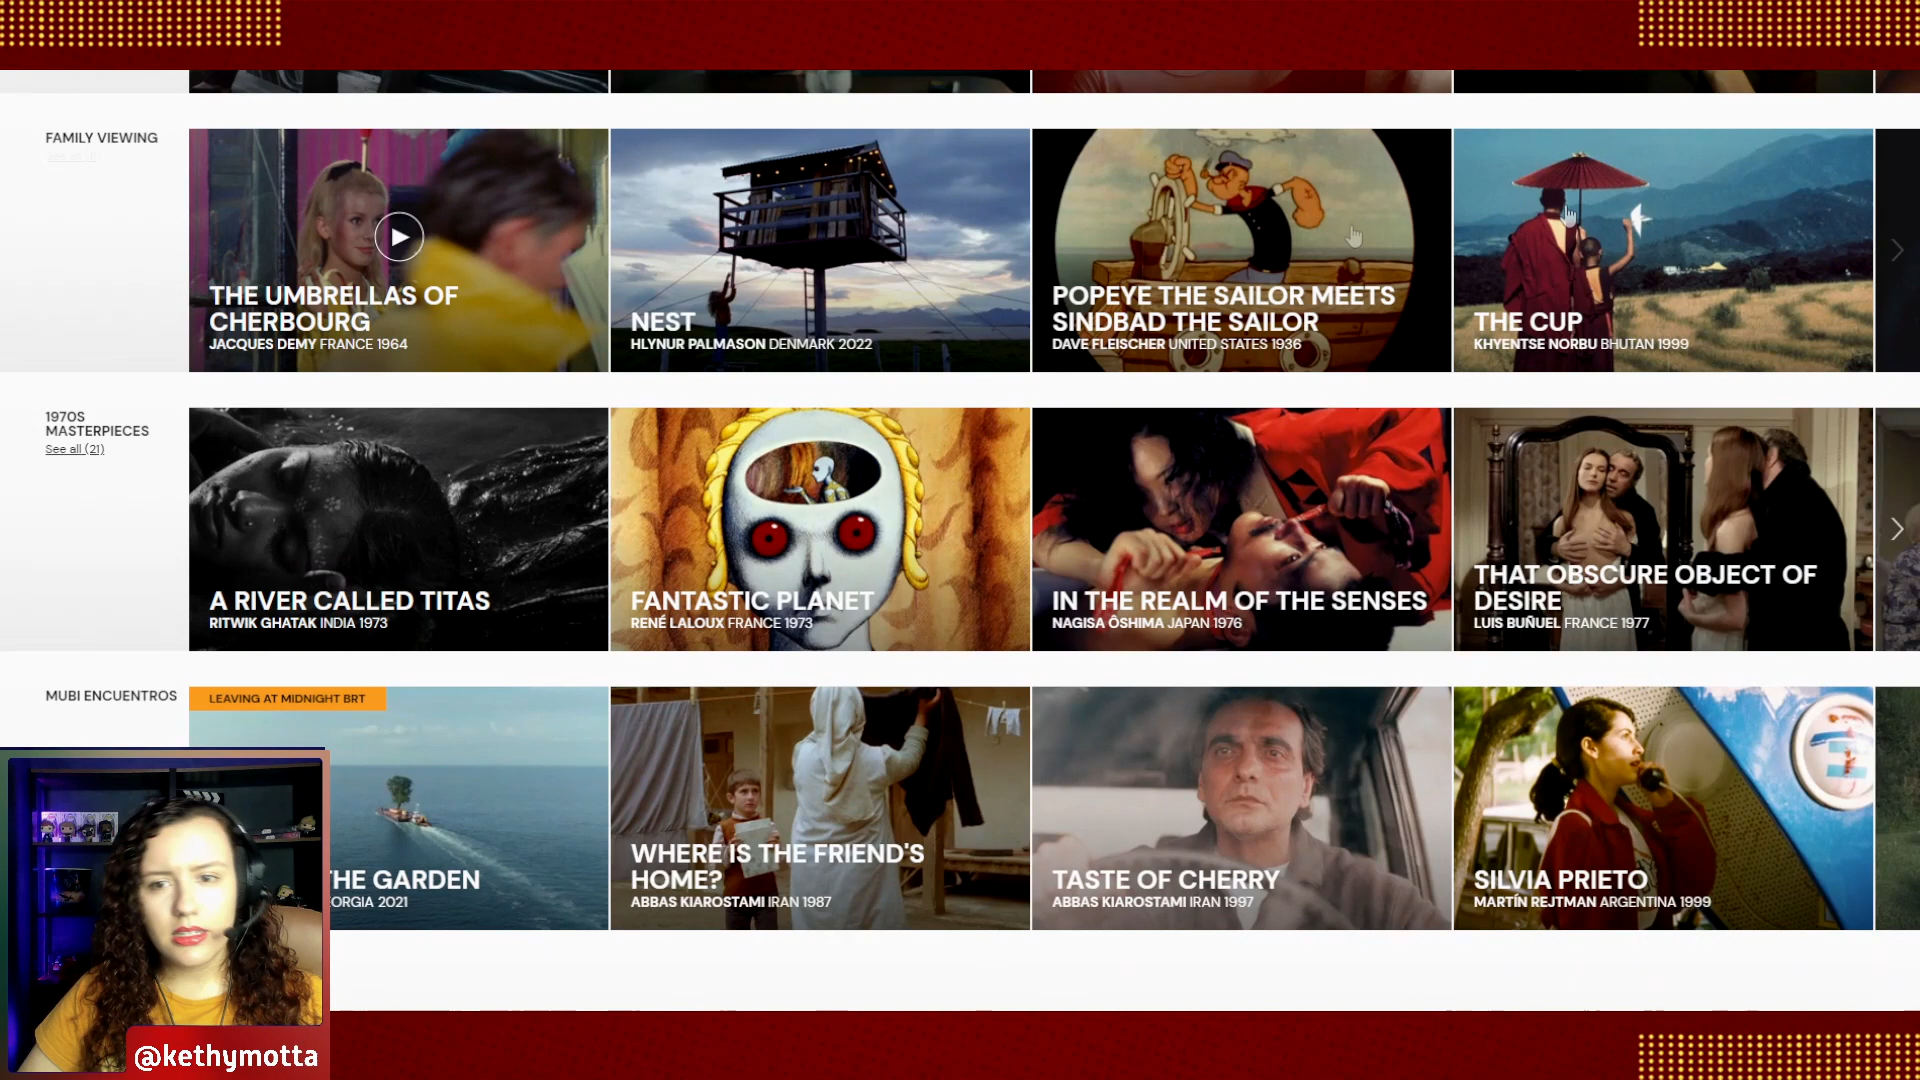 FAMILY VIEWING
THE UMBRELLAS OF
CHERBOURG
JACQUES DEMY FRANCE 1964
NEST
HLYNUR PALMASON DENMARK 2022
POPEYE THE SAILOR MEETS
SINDBAD THE SAILOR
DAVE FLEISCHER UNITED STATES 1936
THE CUP
KHYENTSE NORBU BHUTAN 1999
1970S
MASTERPIECES
See all (21)
A RIVER CALLED TITAS
RITWIK GHATAK INDIA 1973
FANTASTIC PLANET
RENÉ LALOUX FRANCE 1973
IN THE REALM OF THE SENSES
NAGISA ÔSHIMA JAPAN 1976
THAT OBSCURE OBJECT OF
DESIRE
LUIS BUÑUEL FRANCE 1977
MUBI ENCUENTROS
LEAVING AT MIDNIGHT BRT
THE GARDEN
ORGIA 2021
WHERE IS THE FRIEND'S
HOME?
ABBAS KIAROSTAMI IRAN 1987
TASTE OF CHERRY
ABBAS KIAROSTAMI IRAN 1997
SILVIA PRIETO
MARTÍN REJTMAN ARGENTINA 1999
@kethymotta